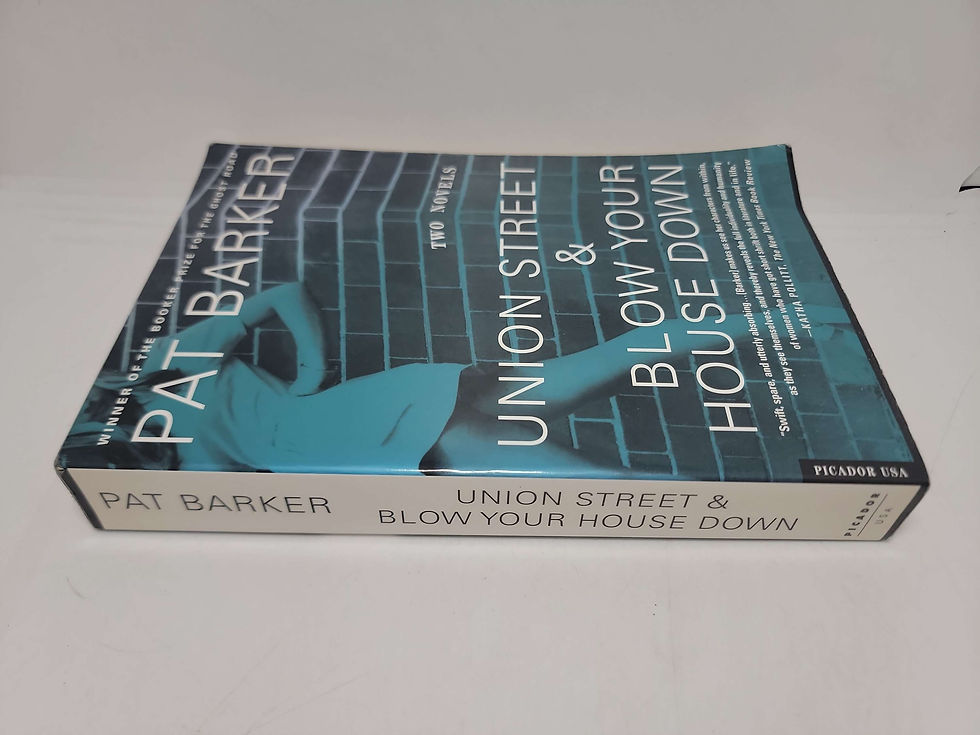 WINNER OF THE BOOKER PRIZE FOR THE GHOST ROAD
PAT BARKER
TWO NOVELS
UNION STREET
&
BLOW YOUR
HOUSE DOWN
"Swift, spare, and utterly absorbing...[Barker] makes us see her characters from within,
as they see themselves, and thereby reveals the full individuality and humanity
of women who have got short shrift both in literature and in life."
—KATHA POLLITT, The New York Times Book Review
PICADOR USA
PAT BARKER
UNION STREET &
BLOW YOUR HOUSE DOWN
PICADOR
USA